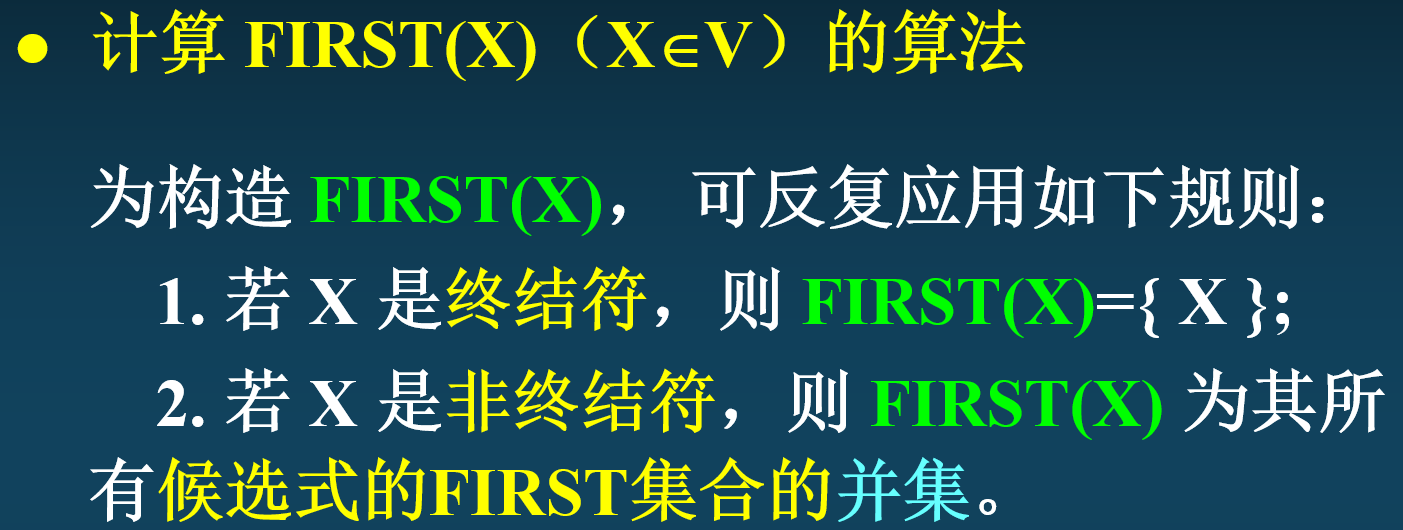 ● 计算 FIRST(X)（X∈V）的算法
为构造 FIRST(X)， 可反复应用如下规则：
1. 若 X 是终结符，则 FIRST(X)={ X };
2. 若 X 是非终结符，则 FIRST(X) 为其所
有候选式的FIRST集合的并集。